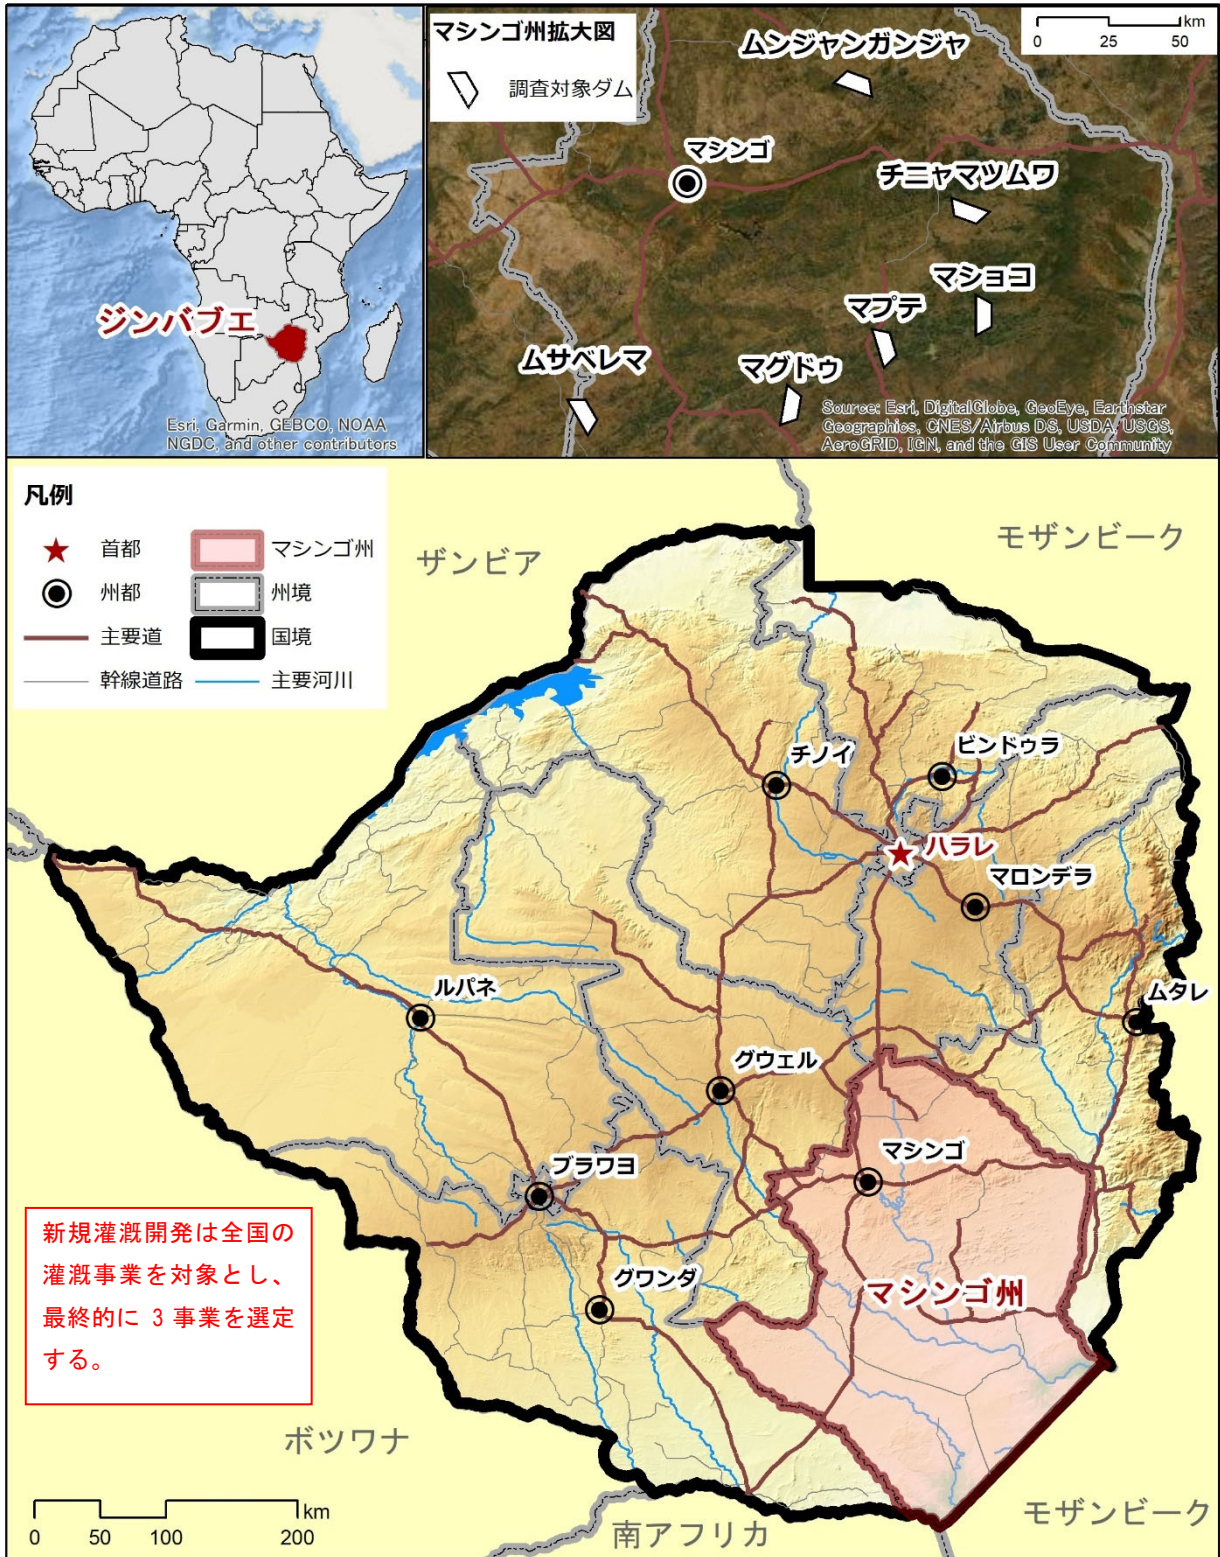 ジンバブエ
Esri, Garmin, GEBCO, NOAA
NGDC, and other contributors
マシンゴ州拡大図
調査対象ダム
km
0 25 50
ムンジャンガンジャ
マシンゴ
チニャマツムワ
マショコ
マプテ
ムサベレマ
マグドゥ
Source: Esri, DigitalGlobe, GeoEye, Earthstar
Geographics, CNES/Airbus DS, USDA, USGS,
AeroGRID, IGN, and the GIS User Community
凡例
首都
マシンゴ州
州都
州境
主要道
国境
幹線道路
主要河川
ザンビア
モザンビーク
チノイ
ビンドゥラ
ハラレ
マロンデラ
ルパネ
ムタレ
グウェル
マシンゴ
ブラワヨ
グワンダ
マシンゴ州
新規灌漑開発は全国の
灌漑事業を対象とし、
最終的に 3 事業を選定
する。
ボツワナ
南アフリカ
モザンビーク
km
0 50 100 200